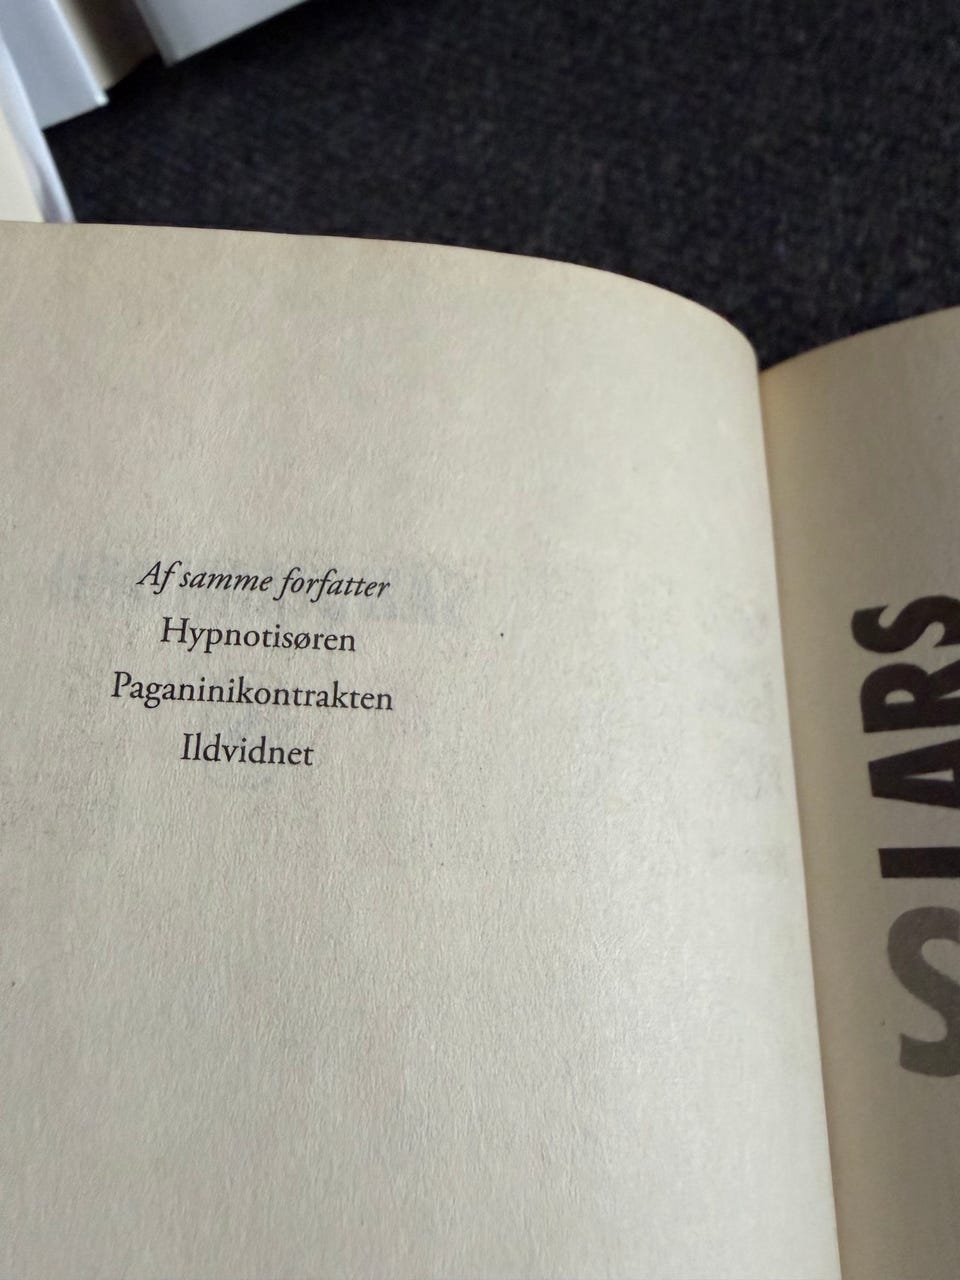 Af samme forfatter
Hypnotisøren
Paganinikontrakten
Ildvidnet
LARS